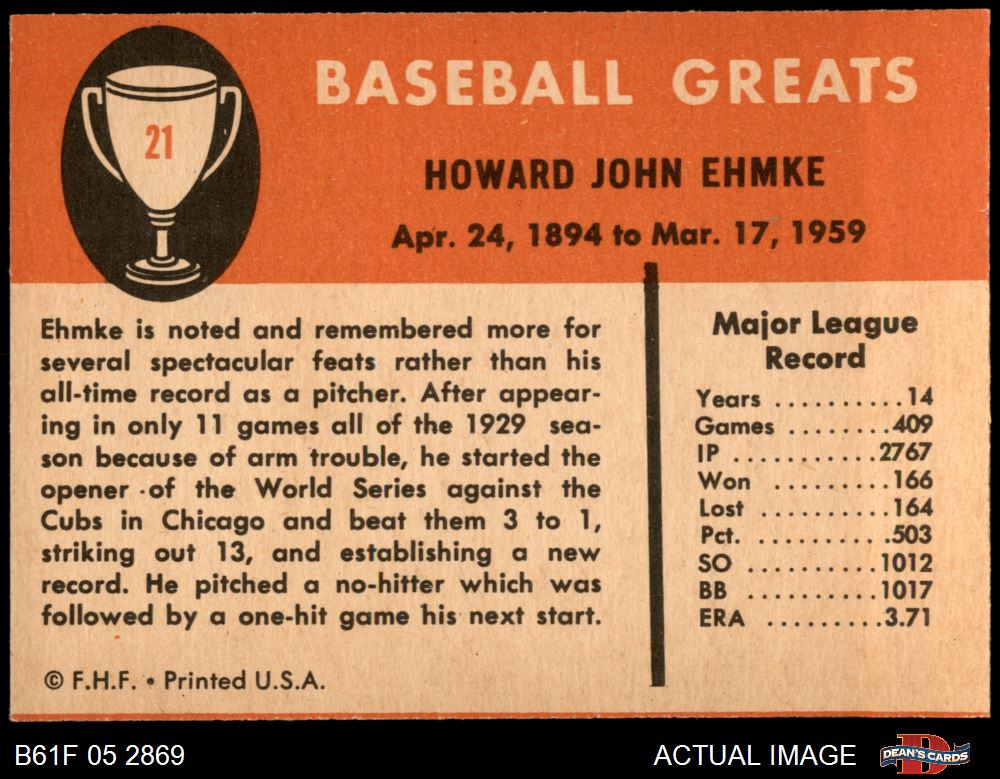 21
BASEBALL GREATS
HOWARD JOHN EHMKE
Apr. 24, 1894 to Mar. 17, 1959
Ehmke is noted and remembered more for
several spectacular feats rather than his
all-time record as a pitcher. After appear-
ing in only 11 games all of the 1929 sea-
son because of arm trouble, he started the
opener of the World Series against the
Cubs in Chicago and beat them 3 to 1,
striking out 13, and establishing a new
record. He pitched a no-hitter which was
followed by a one-hit game his next start.
© F.H.F. • Printed U.S.A.
Major League
Record
Years ..........14
Games ........409
IP ............2767
Won .........166
Lost ..........164
Pct. ..........503
SO ..........1012
BB ..........1017
ERA .........3.71
B61F 05 2869
ACTUAL IMAGE
DEAN'S CARDS